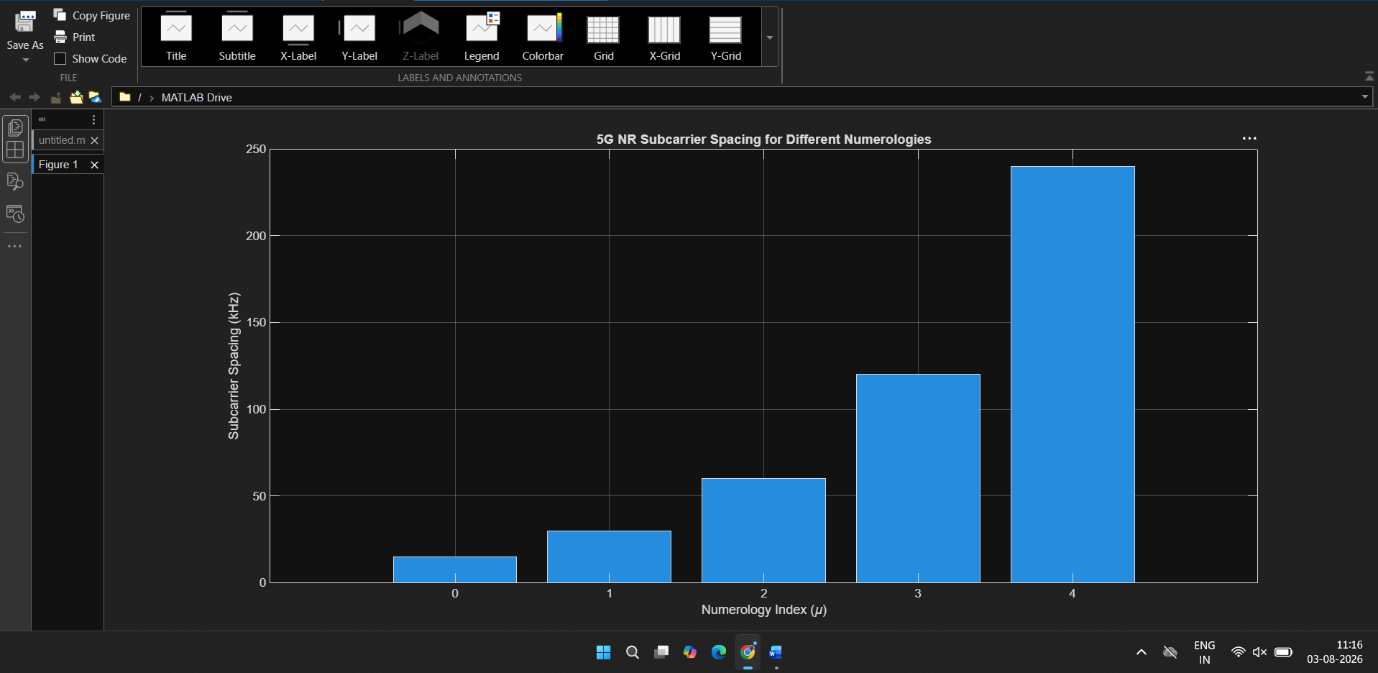 Save As
Copy Figure
Print
Show Code
FILE
Title
Subtitle
X-Label
Y-Label
Z-Label
Legend
Colorbar
Grid
X-Grid
Y-Grid
LABELS AND ANNOTATIONS
/ › MATLAB Drive
untitled.m
Figure 1
5G NR Subcarrier Spacing for Different Numerologies
250
200
150
100
50
0
Subcarrier Spacing (kHz)
0 1 2 3 4
Numerology Index (μ)
ENG
IN
11:16
03-08-2026